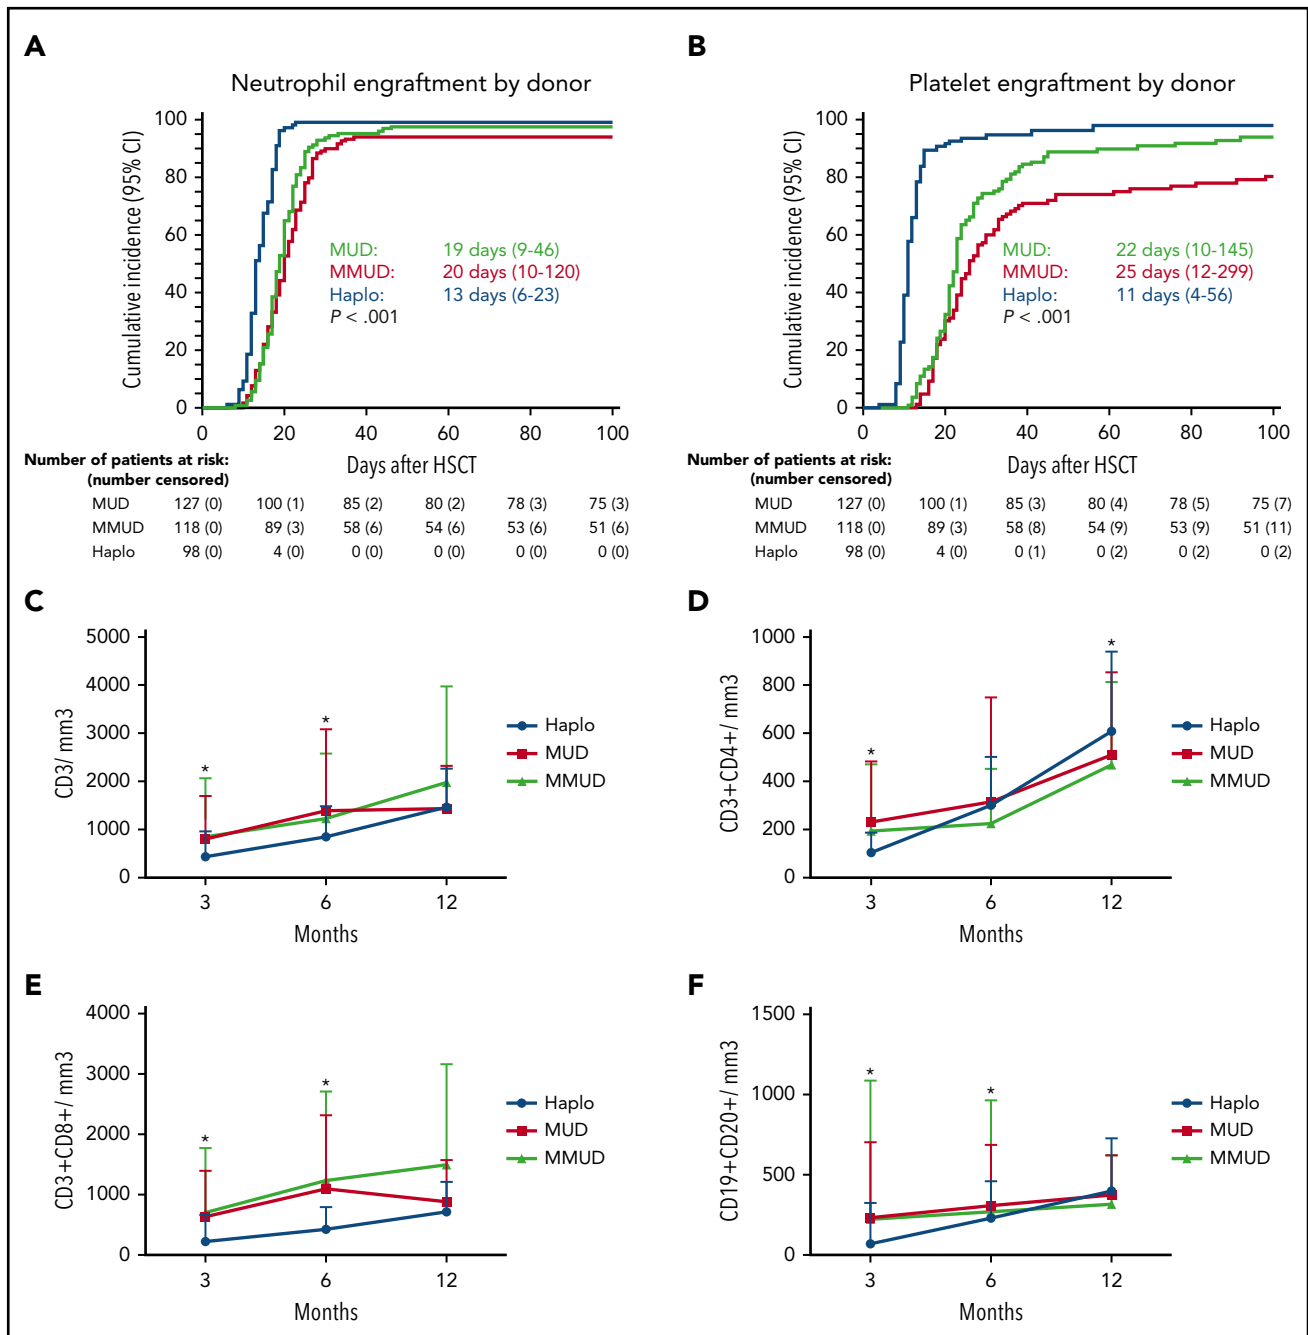 A
Neutrophil engraftment by donor
Cumulative incidence (95% CI)
100
80
60
40
20
0
MUD: 19 days (9-46)
MMUD: 20 days (10-120)
Haplo: 13 days (6-23)
P < .001
0 20 40 60 80 100
Days after HSCT
Number of patients at risk:
(number censored)
MUD 127 (0) 100 (1) 85 (2) 80 (2) 78 (3) 75 (3)
MMUD 118 (0) 89 (3) 58 (6) 54 (6) 53 (6) 51 (6)
Haplo 98 (0) 4 (0) 0 (0) 0 (0) 0 (0) 0 (0)
B
Platelet engraftment by donor
Cumulative incidence (95% CI)
100
80
60
40
20
0
MUD: 22 days (10-145)
MMUD: 25 days (12-299)
Haplo: 11 days (4-56)
P < .001
0 20 40 60 80 100
Days after HSCT
Number of patients at risk:
(number censored)
MUD 127 (0) 100 (1) 85 (3) 80 (4) 78 (5) 75 (7)
MMUD 118 (0) 89 (3) 58 (8) 54 (9) 53 (9) 51 (11)
Haplo 98 (0) 4 (0) 0 (1) 0 (2) 0 (2) 0 (2)
C
CD3/ mm3
5000
4000
3000
2000
1000
0
* *
Haplo
MUD
MMUD
3 6 12
Months
D
CD3+CD4+/ mm3
1000
800
600
400
200
0
* *
Haplo
MUD
MMUD
3 6 12
Months
E
CD3+CD8+/ mm3
4000
3000
2000
1000
0
* *
Haplo
MUD
MMUD
3 6 12
Months
F
CD19+CD20+/ mm3
1500
1000
500
0
* *
Haplo
MUD
MMUD
3 6 12
Months